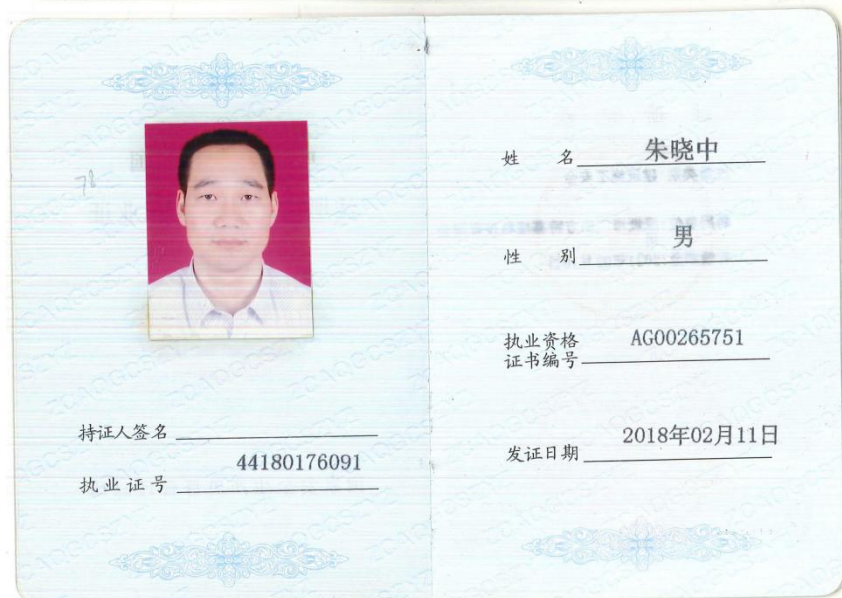 78
持证人签名
执业证号 44180176091
姓 名 朱晓中
性 别 男
执业资格
证书编号 AG00265751
发证日期 2018年02月11日